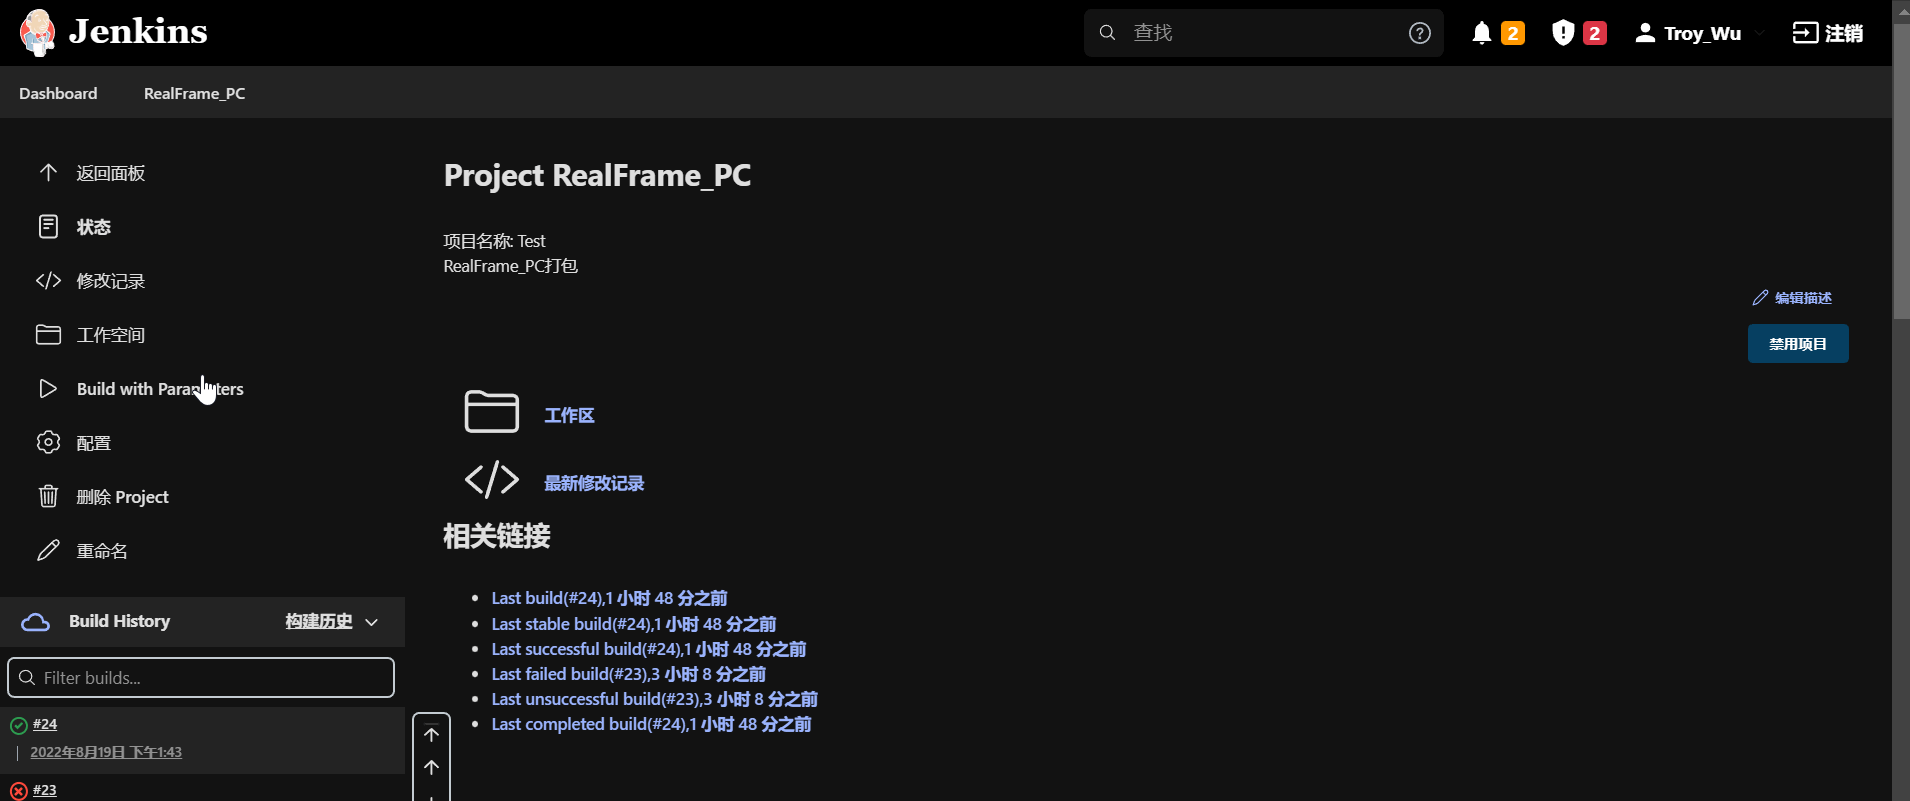 Jenkins
查找
2
2
Troy_Wu
注销
Dashboard
RealFrame_PC
返回面板
状态
修改记录
工作空间
Build with Parameters
配置
删除 Project
重命名
Build History
构建历史
Filter builds...
#24
2022年8月19日 下午1:43
#23
Project RealFrame_PC
项目名称: Test
RealFrame_PC打包
编辑描述
禁用项目
工作区
最新修改记录
相关链接
Last build(#24),1 小时 48 分之前
Last stable build(#24),1 小时 48 分之前
Last successful build(#24),1 小时 48 分之前
Last failed build(#23),3 小时 8 分之前
Last unsuccessful build(#23),3 小时 8 分之前
Last completed build(#24),1 小时 48 分之前